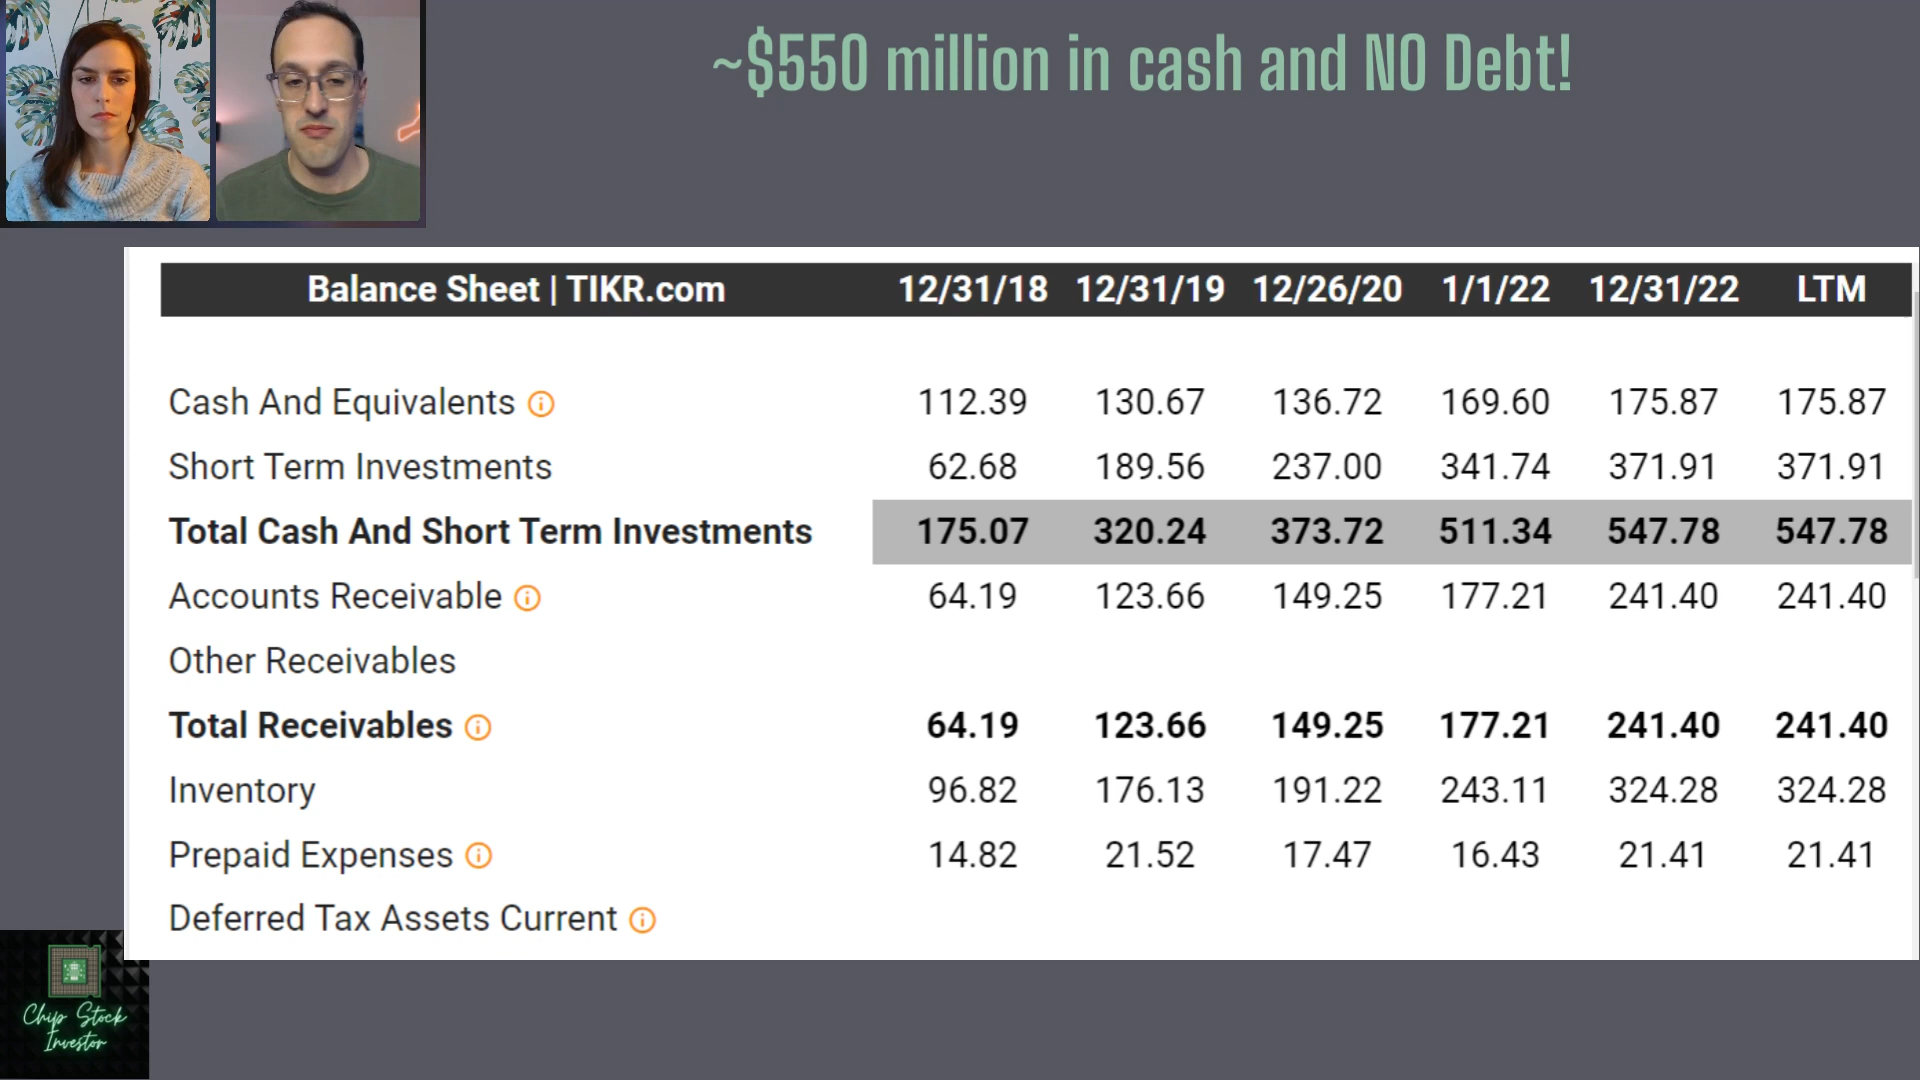 ~$550 million in cash and NO Debt!
Balance Sheet | TIKR.com 12/31/18 12/31/19 12/26/20 1/1/22 12/31/22 LTM
Cash And Equivalents 112.39 130.67 136.72 169.60 175.87 175.87
Short Term Investments 62.68 189.56 237.00 341.74 371.91 371.91
Total Cash And Short Term Investments 175.07 320.24 373.72 511.34 547.78 547.78
Accounts Receivable 64.19 123.66 149.25 177.21 241.40 241.40
Other Receivables
Total Receivables 64.19 123.66 149.25 177.21 241.40 241.40
Inventory 96.82 176.13 191.22 243.11 324.28 324.28
Prepaid Expenses 14.82 21.52 17.47 16.43 21.41 21.41
Deferred Tax Assets Current
Chip Stock
Investor